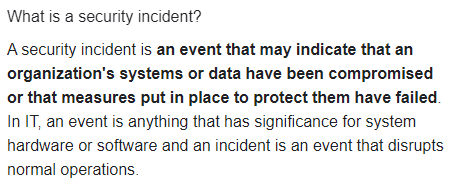 What is a security incident?
A security incident is an event that may indicate that an
organization's systems or data have been compromised
or that measures put in place to protect them have failed.
In IT, an event is anything that has significance for system
hardware or software and an incident is an event that disrupts
normal operations.